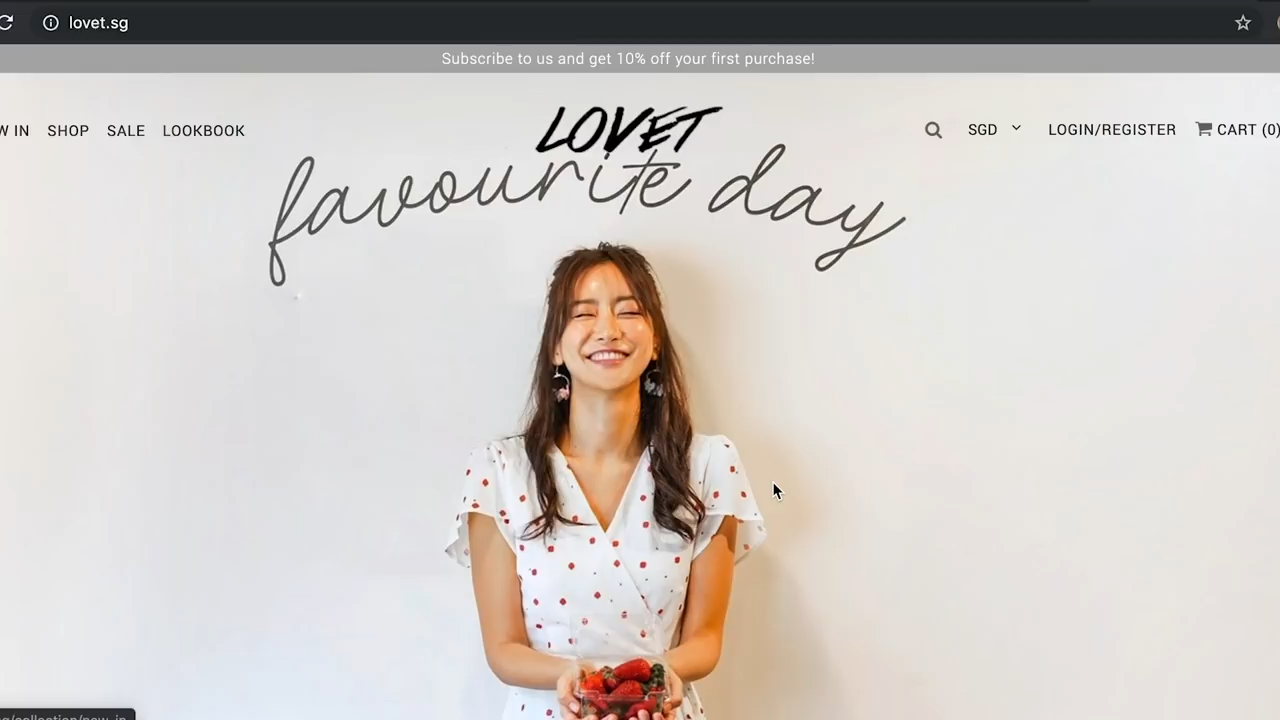 lovet.sg
Subscribe to us and get 10% off your first purchase!
W IN SHOP SALE LOOKBOOK
LOVET
SGD LOGIN/REGISTER CART (0)
favourite day